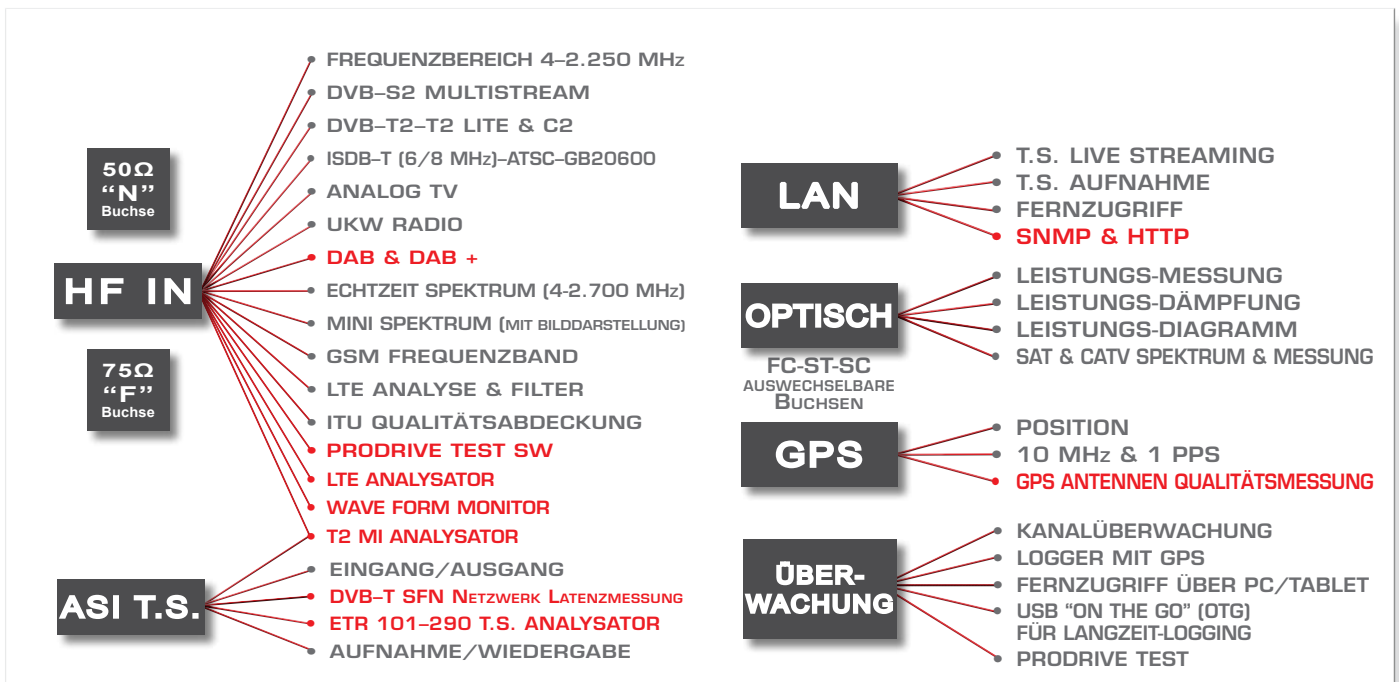 50Ω
“N”
Buchse
HF IN
75Ω
“F”
Buchse
FREQUENZBEREICH 4–2.250 MHz
DVB–S2 MULTISTREAM
DVB–T2–T2 LITE & C2
ISDB–T (6/8 MHz)–ATSC–GB20600
ANALOG TV
UKW RADIO
DAB & DAB +
ECHTZEIT SPEKTRUM (4-2.700 MHz)
MINI SPEKTRUM (MIT BILDDARSTELLUNG)
GSM FREQUENZBAND
LTE ANALYSE & FILTER
ITU QUALITÄTSABDECKUNG
PRODRIVE TEST SW
LTE ANALYSATOR
WAVE FORM MONITOR
T2 MI ANALYSATOR
ASI T.S.
EINGANG/AUSGANG
DVB–T SFN NETZWERK LATENZMESSUNG
ETR 101–290 T.S. ANALYSATOR
AUFNAHME/WIEDERGABE
LAN
T.S. LIVE STREAMING
T.S. AUFNAHME
FERNZUGRIFF
SNMP & HTTP
OPTISCH
FC-ST-SC
AUSWECHSELBARE
BUCHSEN
LEISTUNGS-MESSUNG
LEISTUNGS-DÄMPFUNG
LEISTUNGS-DIAGRAMM
SAT & CATV SPEKTRUM & MESSUNG
GPS
POSITION
10 MHz & 1 PPS
GPS ANTENNEN QUALITÄTSMESSUNG
ÜBER-
WACHUNG
KANALÜBERWACHUNG
LOGGER MIT GPS
FERNZUGRIFF ÜBER PC/TABLET
USB “ON THE GO” (OTG)
FÜR LANGZEIT-LOGGING
PRODRIVE TEST